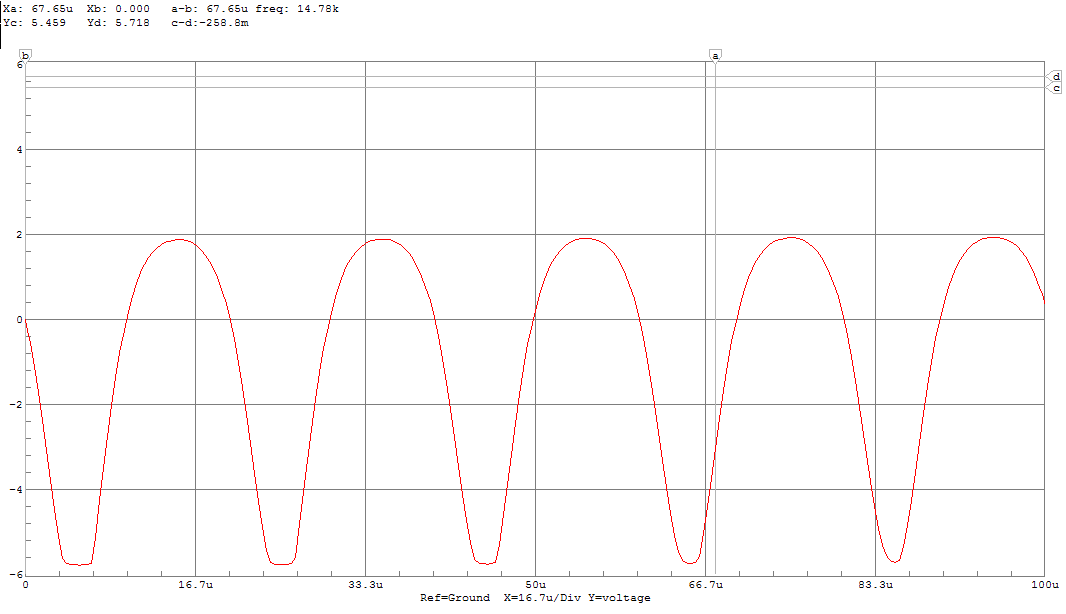 Xa: 67.65u  Xb: 0.000   a-b: 67.65u freq: 14.78k
Yc: 5.459   Yd: 5.718   c-d:-258.8m
b
a
6
d
c
4
2
0
-2
-4
-6
0 16.7u 33.3u 50u 66.7u 83.3u 100u
Ref=Ground  X=16.7u/Div Y=voltage